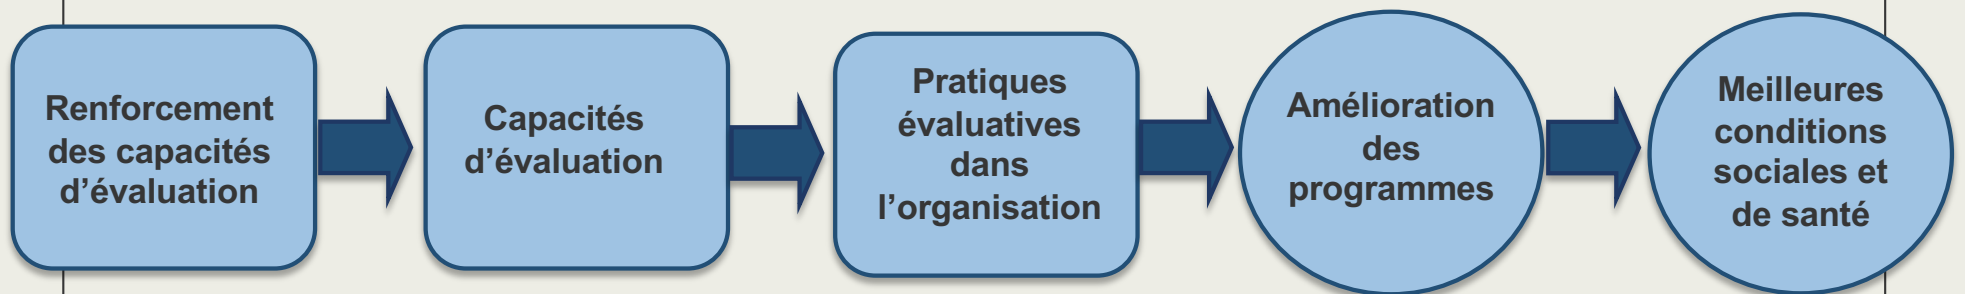 Renforcement
des capacités
d’évaluation
Capacités
d’évaluation
Pratiques
évaluatives
dans
l’organisation
Amélioration
des
programmes
Meilleures
conditions
sociales et
de santé